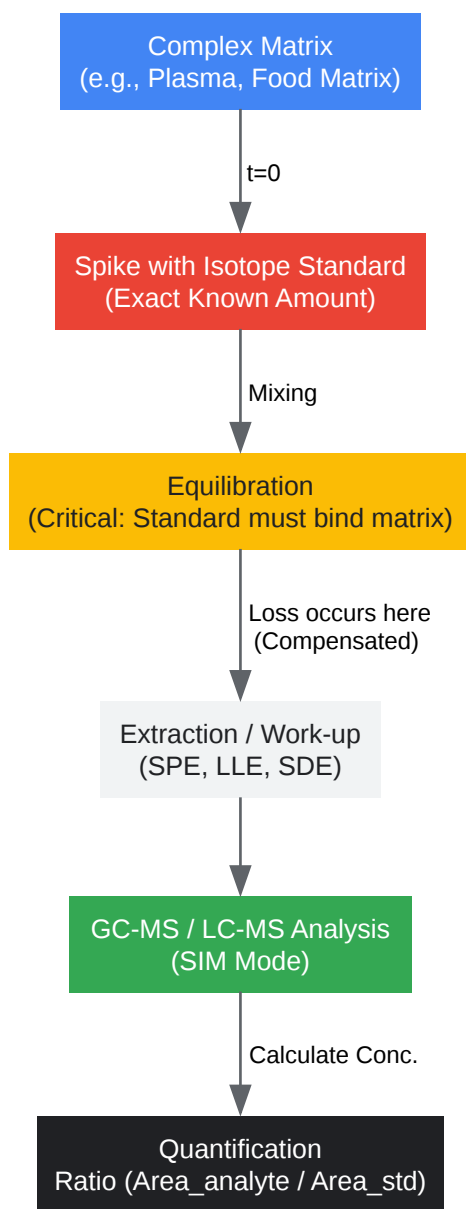 Complex Matrix
(e.g., Plasma, Food Matrix)
t=0
Spike with Isotope Standard
(Exact Known Amount)
Mixing
Equilibration
(Critical: Standard must bind matrix)
Loss occurs here
(Compensated)
Extraction / Work-up
(SPE, LLE, SDE)
GC-MS / LC-MS Analysis
(SIM Mode)
Calculate Conc.
Quantification
Ratio (Area_analyte / Area_std)